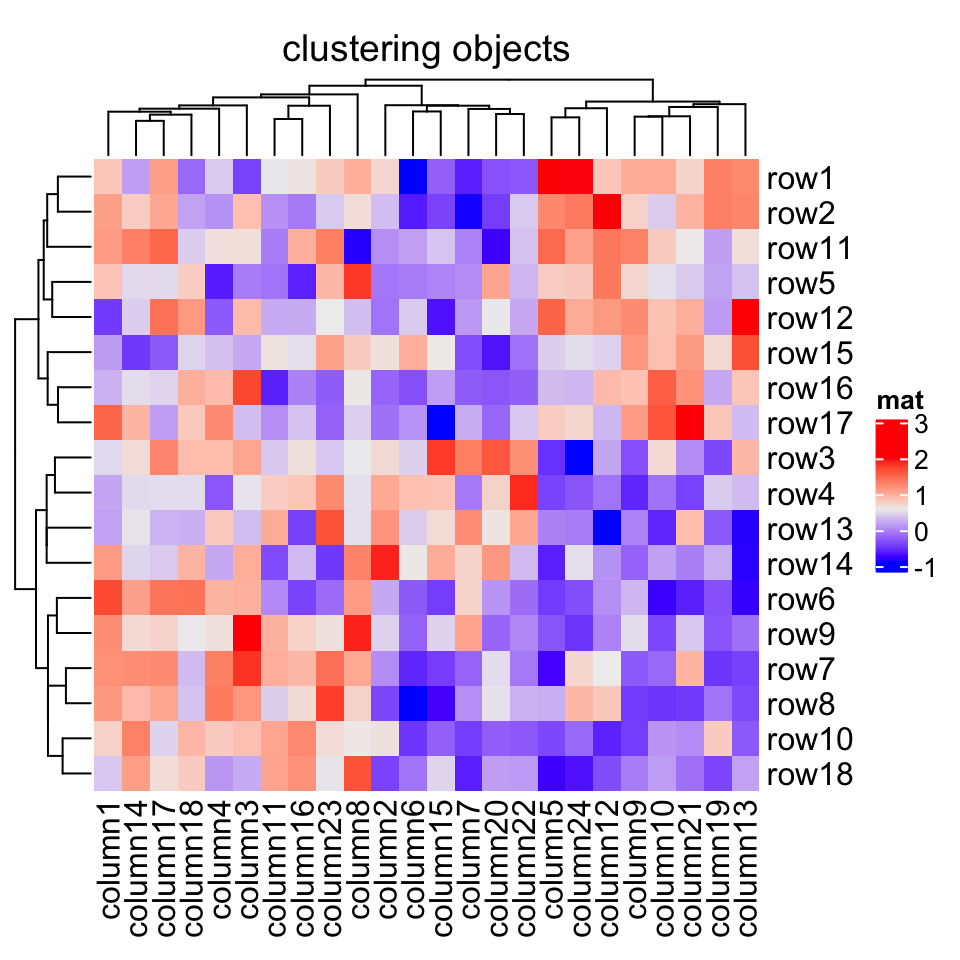 clustering objects
row1
row2
row11
row5
row12
row15
row16
row17
row3
row4
row13
row14
row6
row9
row7
row8
row10
row18
mat
3
2
1
0
-1
column1
column14
column17
column18
column4
column3
column11
column16
column23
column8
column2
column6
column15
column7
column20
column22
column5
column24
column12
column9
column10
column21
column19
column13